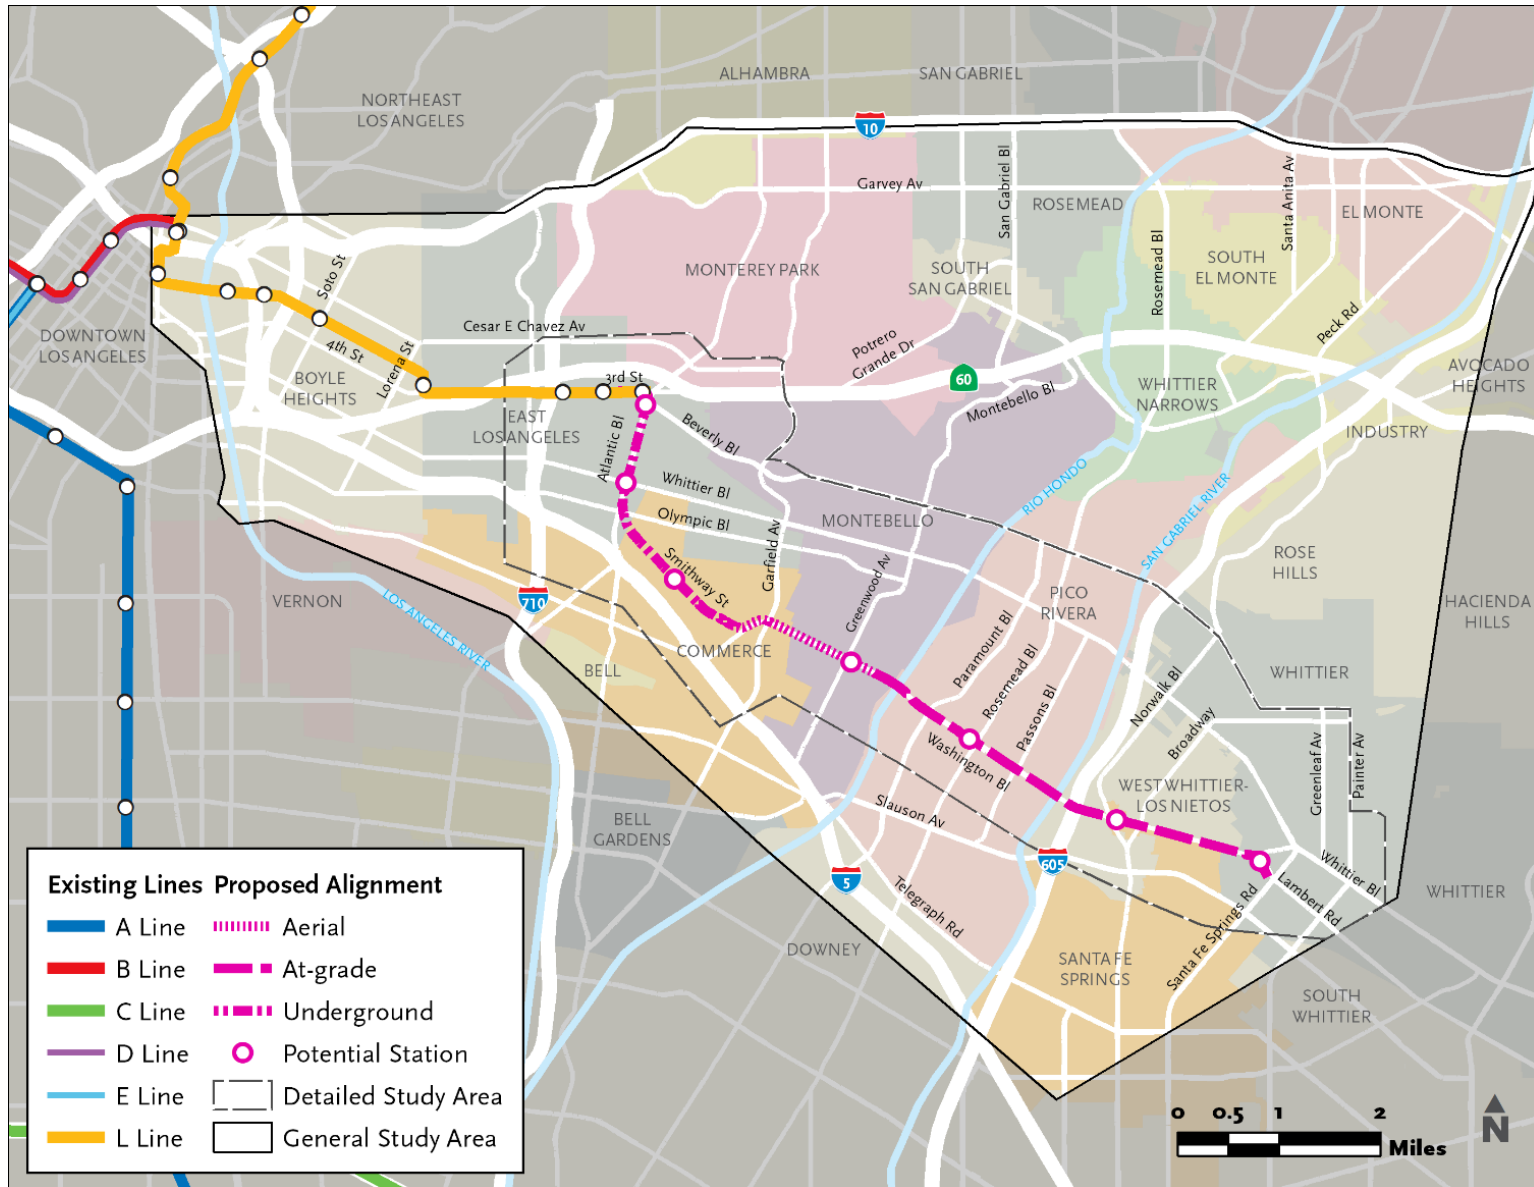 ALHAMBRA
SAN GABRIEL
NORTHEAST
LOS ANGELES
10
Garvey Av
San Gabriel Bl
ROSEMEAD
Santa Anita Av
EL MONTE
MONTEREY PARK
SOUTH
SAN GABRIEL
Rosemead Bl
SOUTH
EL MONTE
Soto St
Peck Rd
DOWNTOWN
LOS ANGELES
4th St
Lorena St
Cesar E Chavez Av
Potrero
Grande Dr
BOYLE
HEIGHTS
3rd St
60
Montebello Bl
WHITTIER
NARROWS
AVOCADO
HEIGHTS
EAST
LOS ANGELES
Atlantic Bl
Beverly Bl
INDUSTRY
Whittier Bl
Olympic Bl
MONTEBELLO
RIO HONDO
SAN GABRIEL RIVER
Garfield Av
Smithway St
Greenwood Av
ROSE
HILLS
VERNON
LOS ANGELES RIVER
710
PICO
RIVERA
HACIENDA
HILLS
COMMERCE
BELL
Paramount Bl
Rosemead Bl
Passons Bl
Norwalk Bl
WHITTIER
Broadway
Washington Bl
Greenleaf Av
Painter Av
WEST WHITTIER-
LOS NIETOS
Slauson Av
BELL
GARDENS
605
5
Whittier Bl
Lambert Rd
WHITTIER
Telegraph Rd
Santa Fe Springs Rd
DOWNEY
SANTA FE
SPRINGS
SOUTH
WHITTIER
Existing Lines
A Line
B Line
C Line
D Line
E Line
L Line
Proposed Alignment
Aerial
At-grade
Underground
Potential Station
Detailed Study Area
General Study Area
0 0.5 1 2
Miles
N